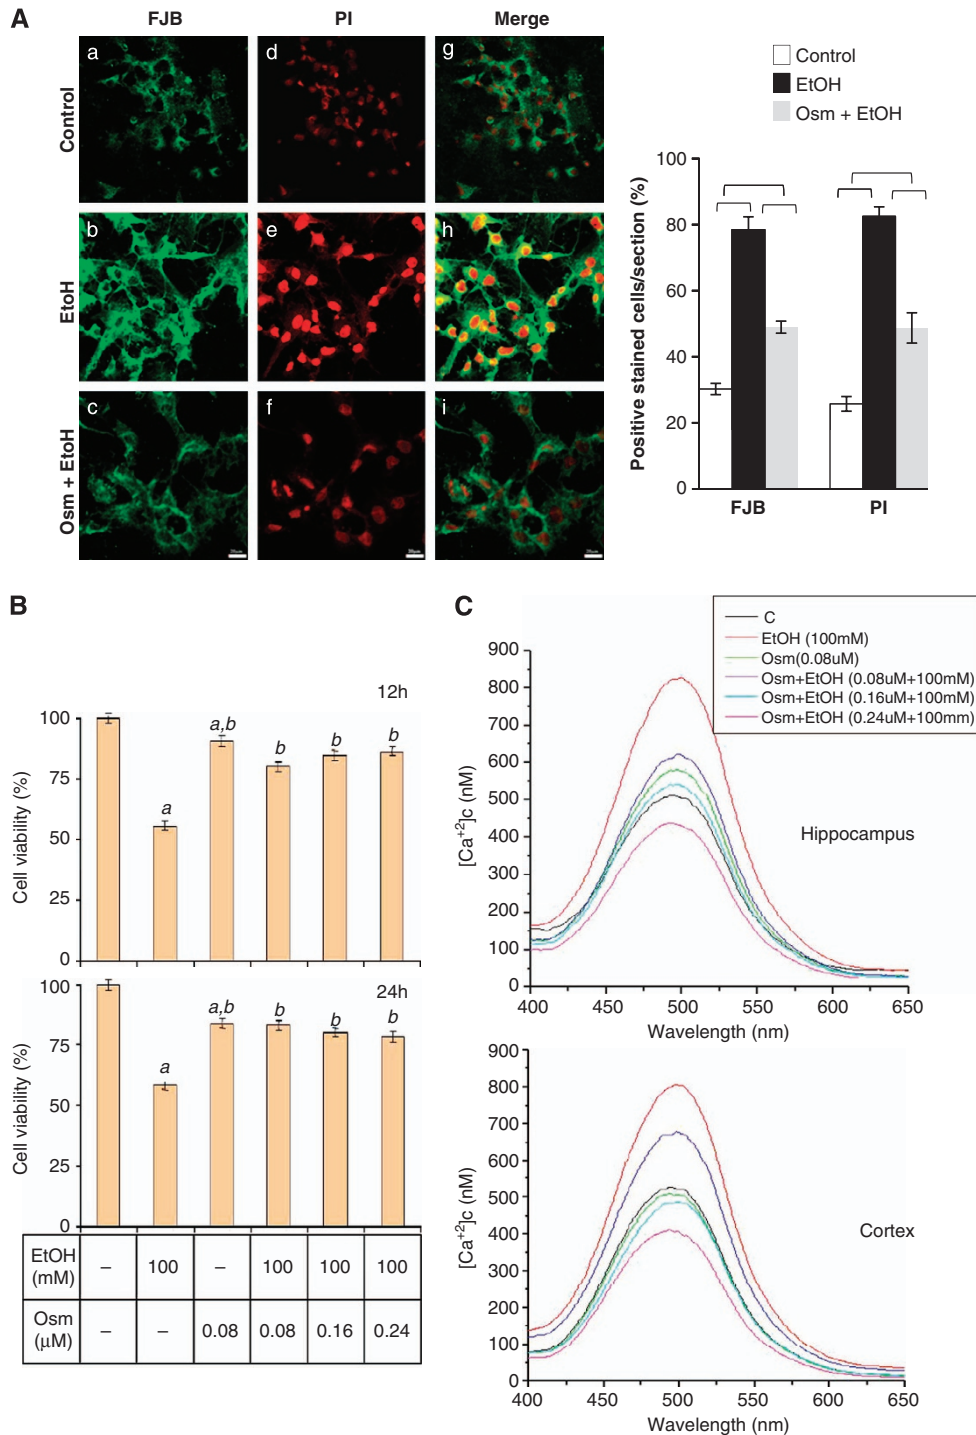 A
FJB PI Merge
Control
EtoH
Osm + EtoH
a d g
b e h
c f i
Control
EtOH
Osm + EtOH
Positive stained cells/section (%)
100
80
60
40
20
0
FJB PI
B
12h
Cell viability (%)
100
75
50
25
0
a
a,b
b
b
b
24h
Cell viability (%)
100
75
50
25
0
a
a,b
b
b
b
EtOH (mM) – 100 – 100 100 100
Osm (µM) – – 0.08 0.08 0.16 0.24
C
C
EtOH (100mM)
Osm(0.08uM)
Osm+EtOH (0.08uM+100mM)
Osm+EtOH (0.16uM+100mM)
Osm+EtOH (0.24uM+100mm)
[Ca+2]c (nM)
900
800
700
600
500
400
300
200
100
0
Hippocampus
400 450 500 550 600 650
Wavelength (nm)
[Ca+2]c (nM)
900
800
700
600
500
400
300
200
100
0
Cortex
400 450 500 550 600 650
Wavelength (nm)